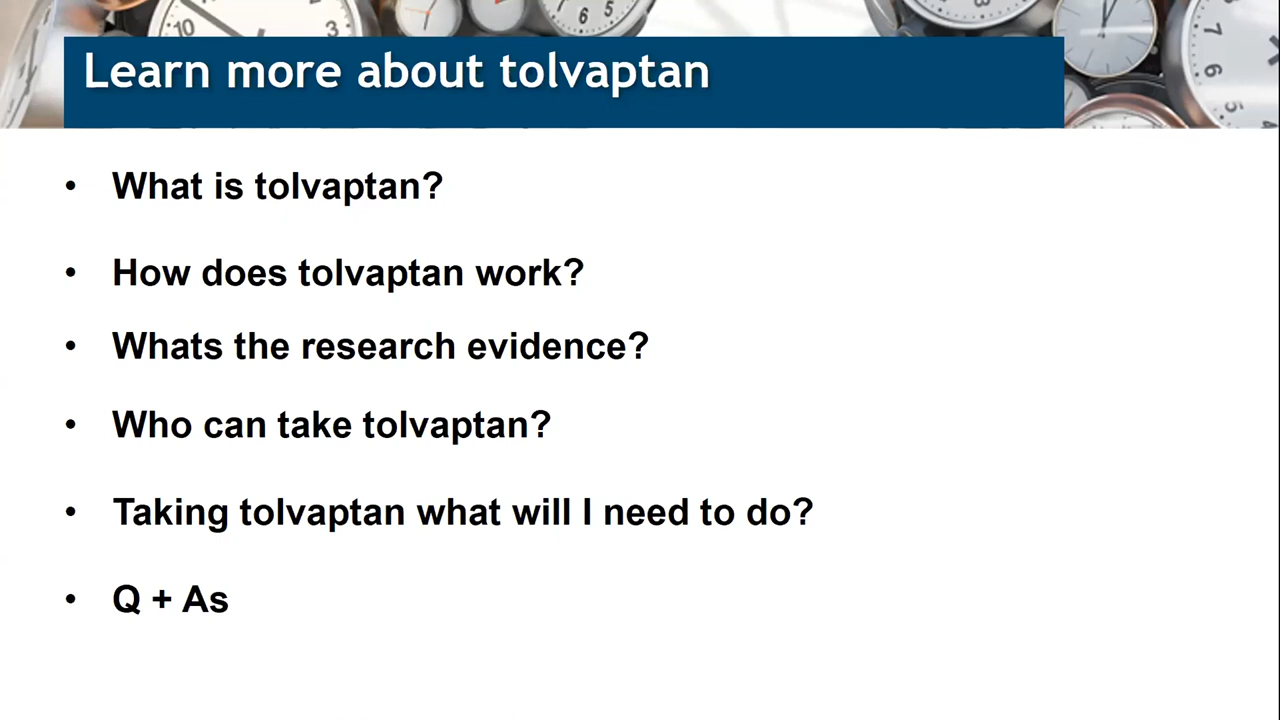 Learn more about tolvaptan
• What is tolvaptan?
• How does tolvaptan work?
• Whats the research evidence?
• Who can take tolvaptan?
• Taking tolvaptan what will I need to do?
• Q + As